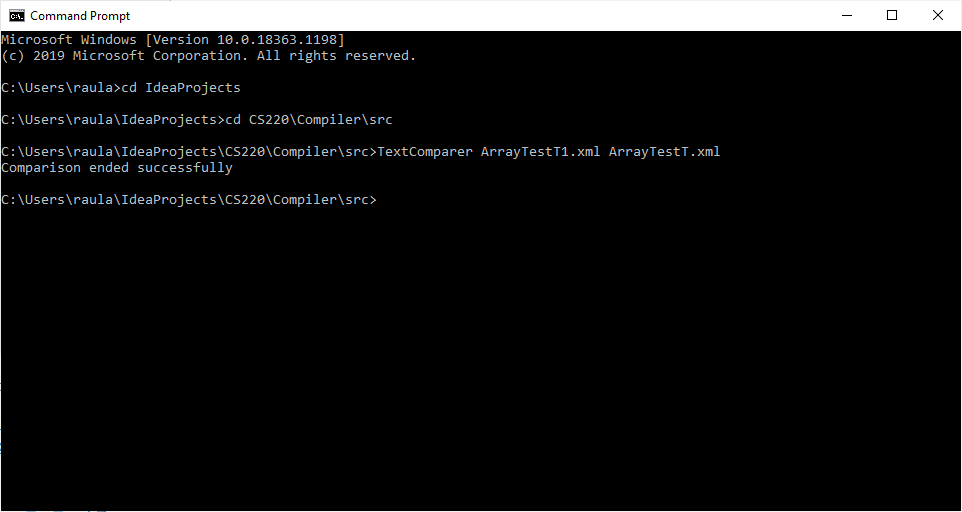 Command Prompt
Microsoft Windows [Version 10.0.18363.1198]
(c) 2019 Microsoft Corporation. All rights reserved.
C:\Users\raula>cd IdeaProjects
C:\Users\raula\IdeaProjects>cd CS220\Compiler\src
C:\Users\raula\IdeaProjects\CS220\Compiler\src>TextComparer ArrayTestT1.xml ArrayTestT.xml
Comparison ended successfully
C:\Users\raula\IdeaProjects\CS220\Compiler\src>